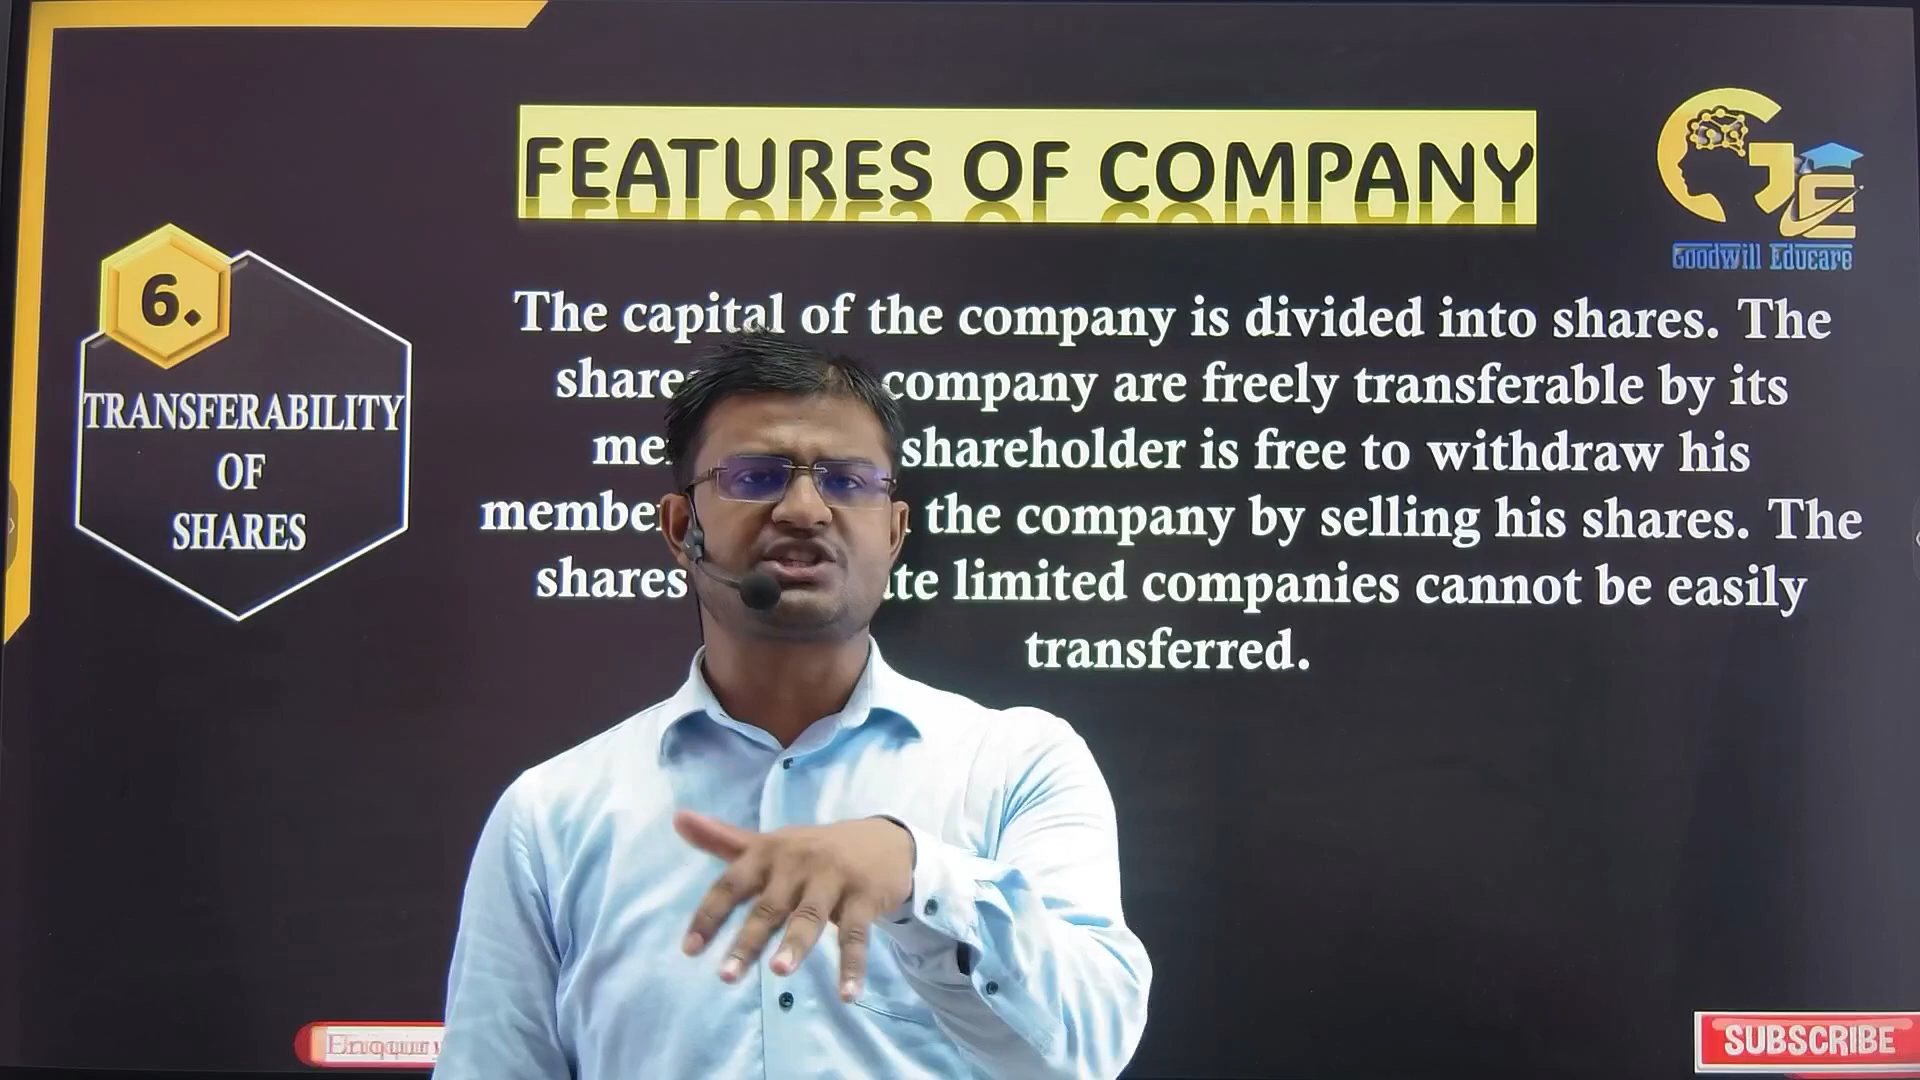 FEATURES OF COMPANY
Goodwill Educare
6.
TRANSFERABILITY
OF
SHARES
The capital of the company is divided into shares. The
company are freely transferable by its
shareholder is free to withdraw his
the company by selling his shares. The
shares limited companies cannot be easily
transferred.
Enquiry
SUBSCRIBE